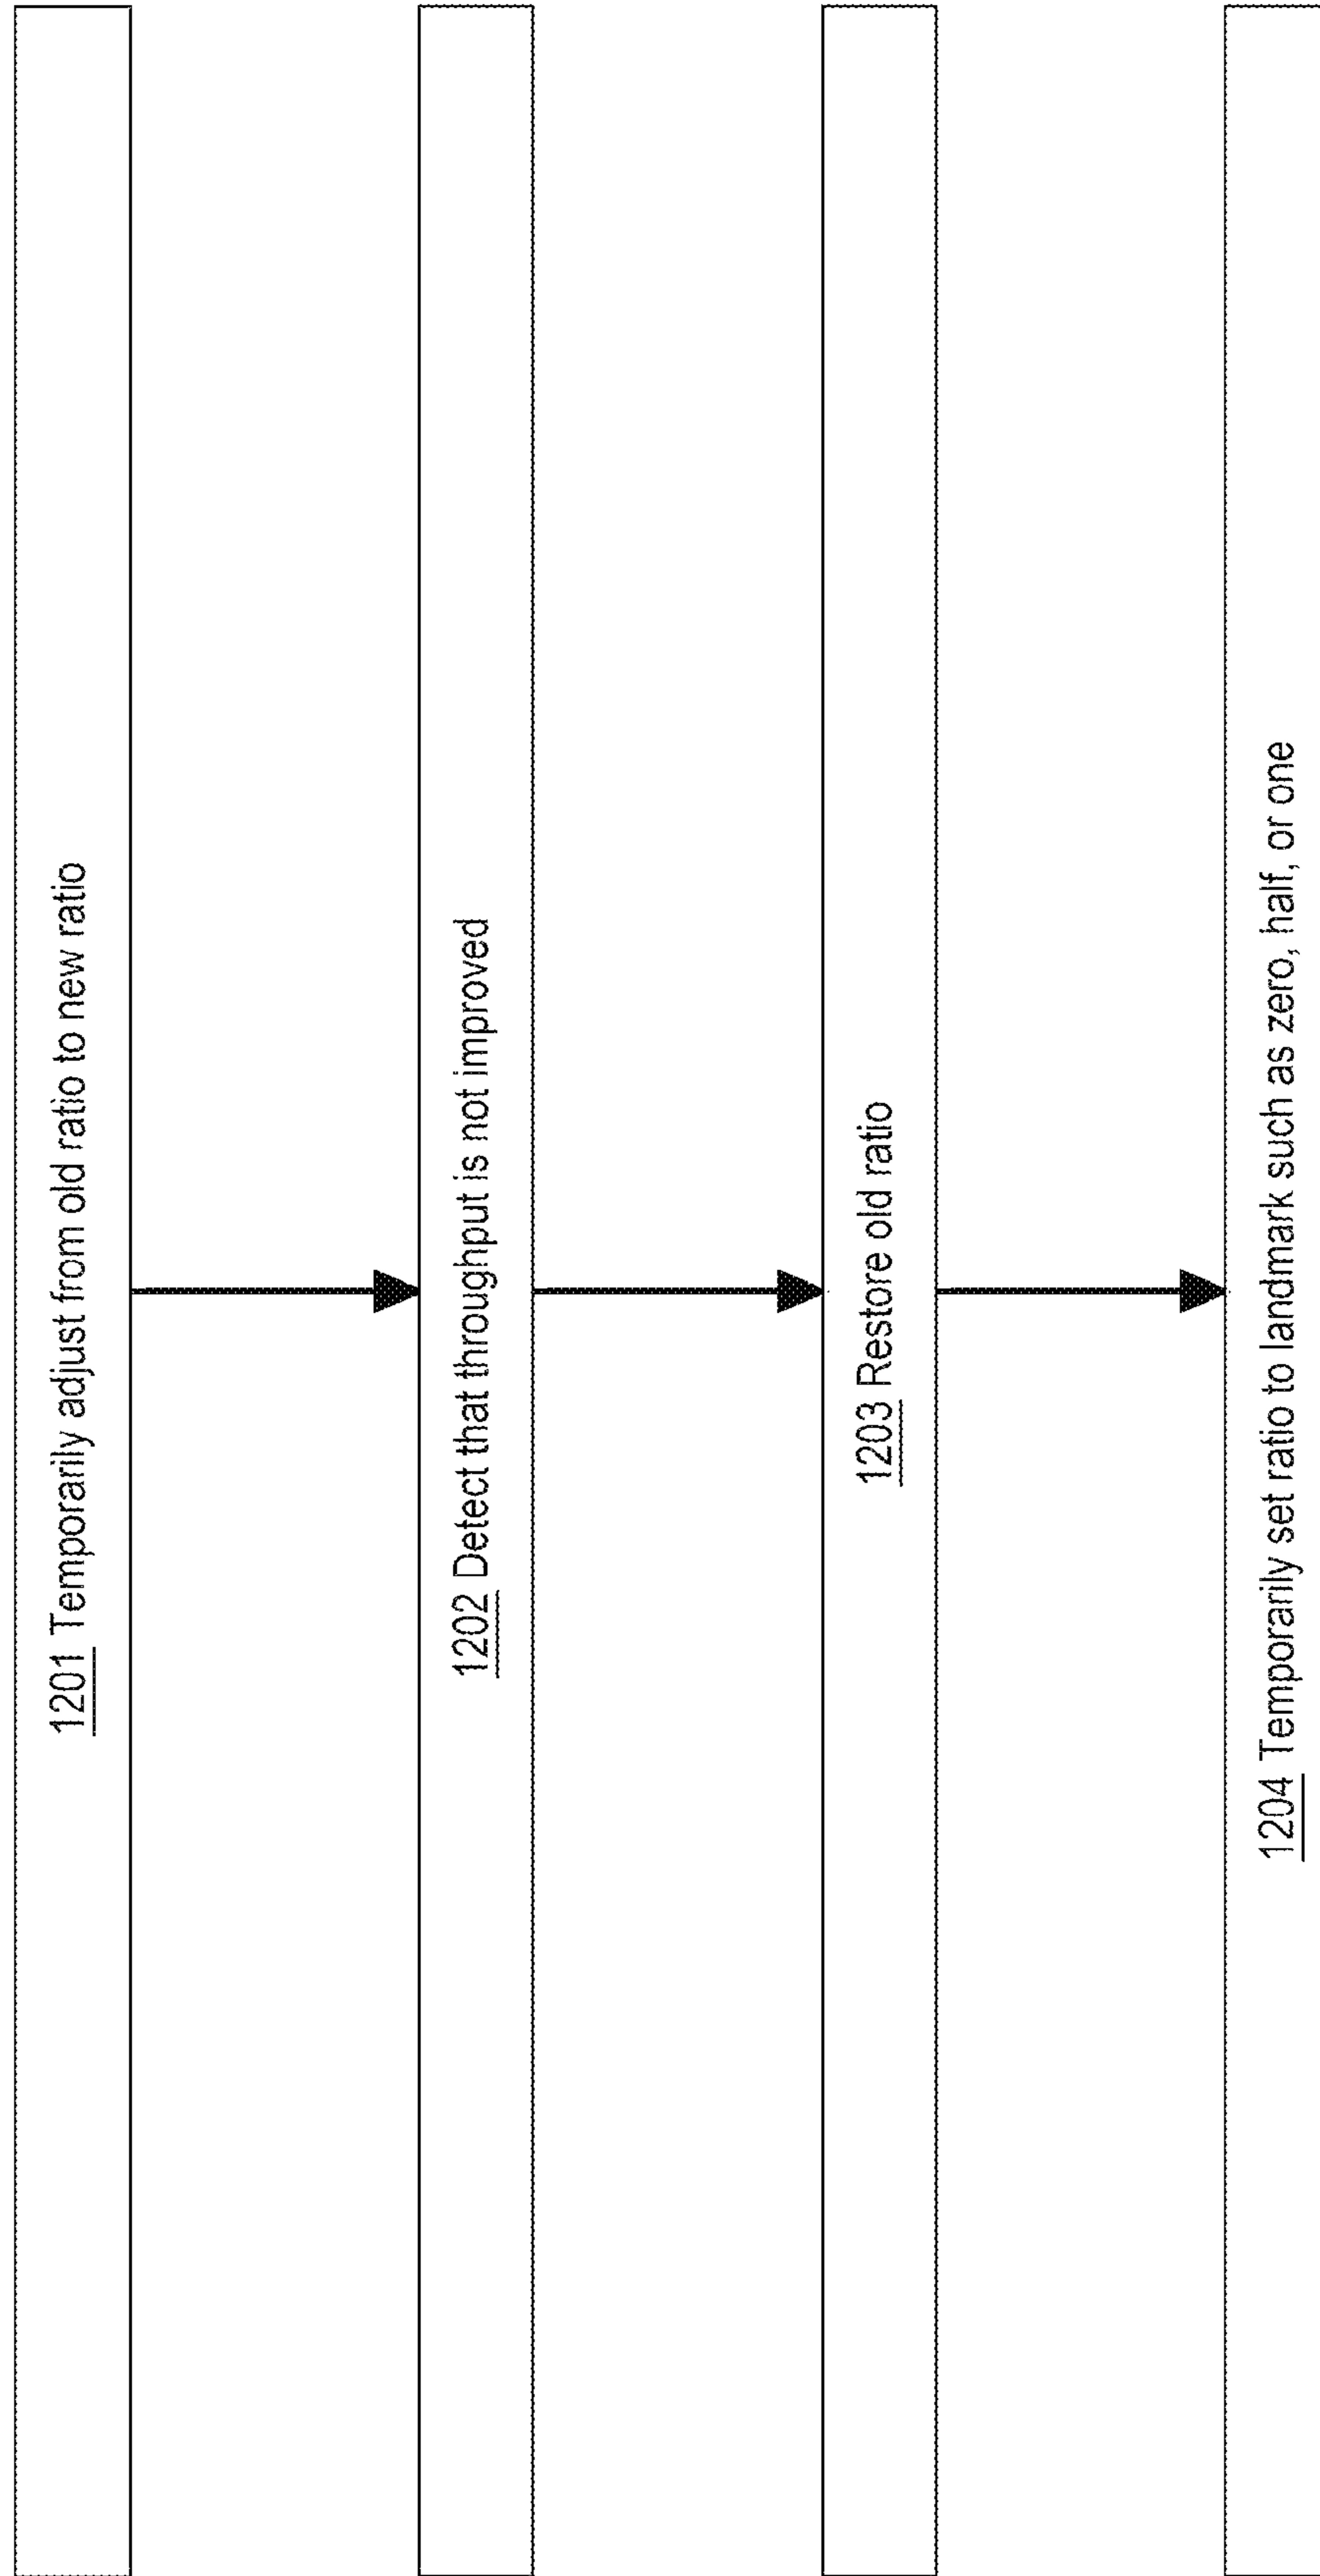 1201 Temporarily adjust from old ratio to new ratio
1202 Detect that throughput is not improved
1203 Restore old ratio
1204 Temporarily set ratio to landmark such as zero, half, or one